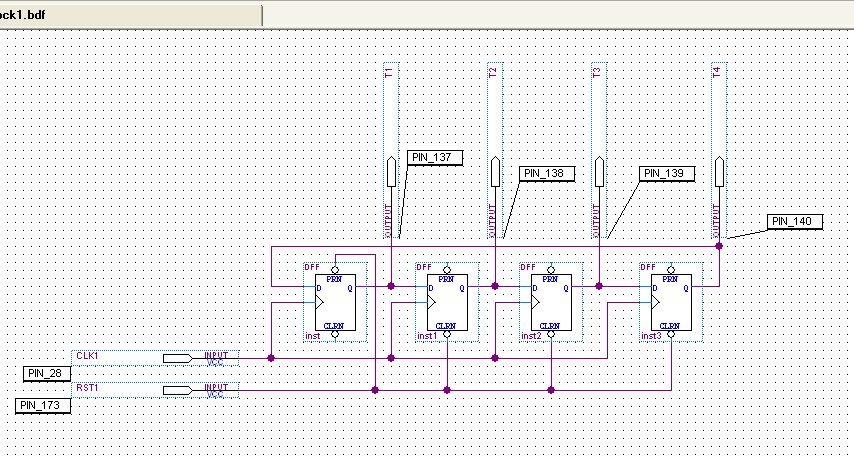 ock1.bdf
T1
T2
T3
T4
PIN_137
PIN_138
PIN_139
PIN_140
OUTPUT
OUTPUT
OUTPUT
OUTPUT
DFF
DFF
DFF
DFF
PRN
PRN
PRN
PRN
D Q
D Q
D Q
D Q
CLRN
CLRN
CLRN
CLRN
inst
inst1
inst2
inst3
CLK1
INPUT
VCC
PIN_28
RST1
INPUT
VCC
PIN_173